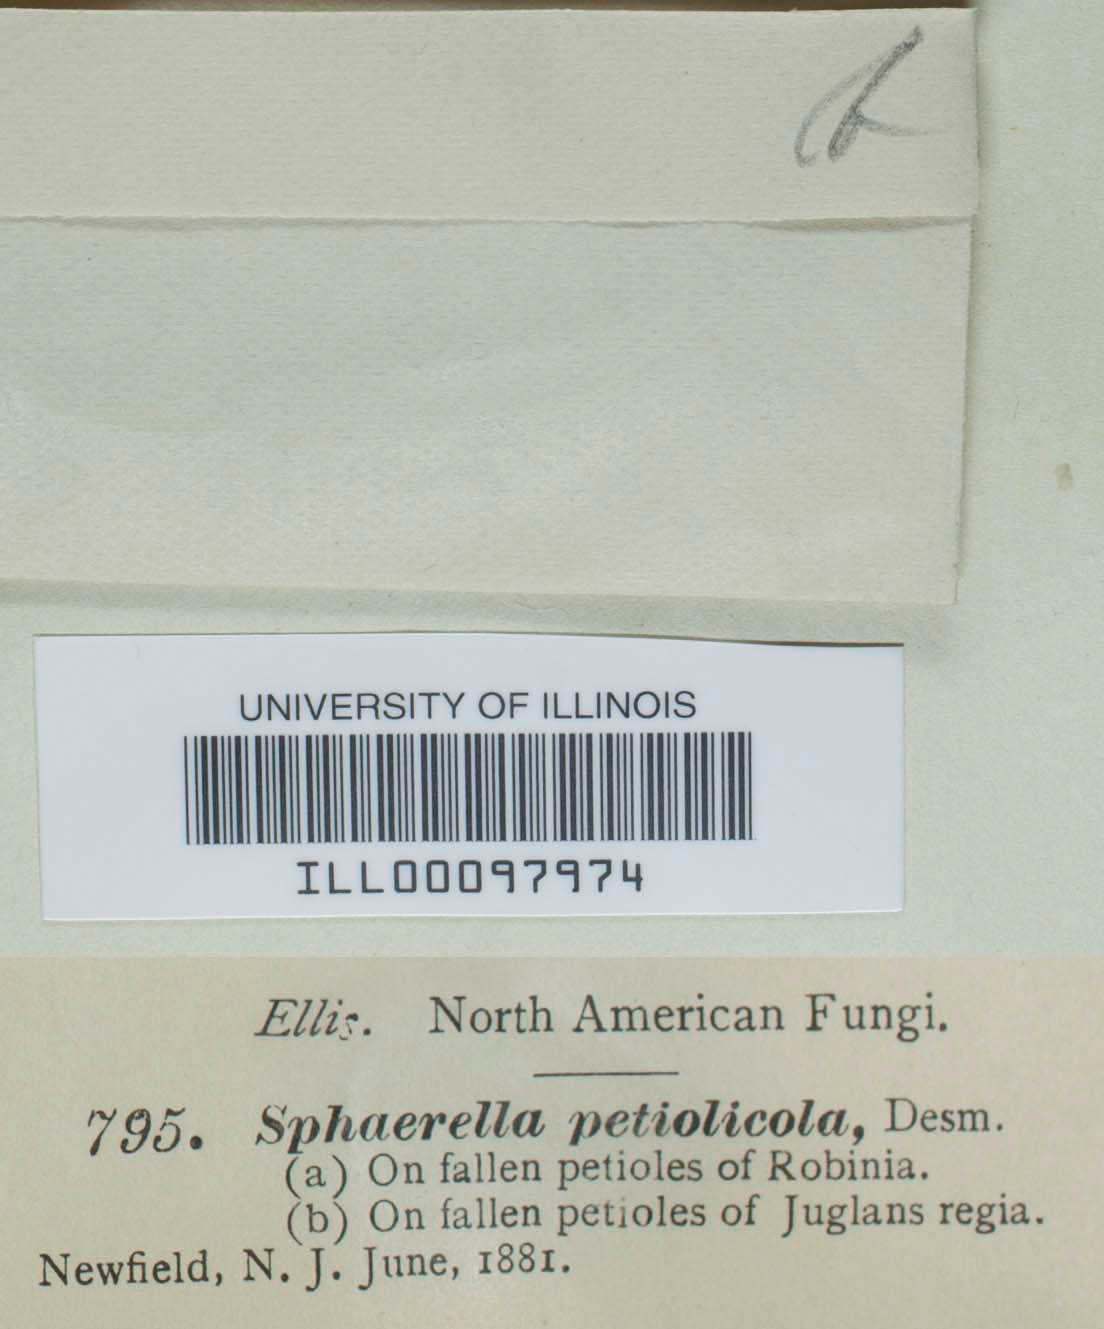 UNIVERSITY OF ILLINOIS
ILL00097974
Ellis. North American Fungi.
795. Sphaerella petiolicola, Desm.
(a) On fallen petioles of Robinia.
(b) On fallen petioles of Juglans regia.
Newfield, N. J. June, 1881.